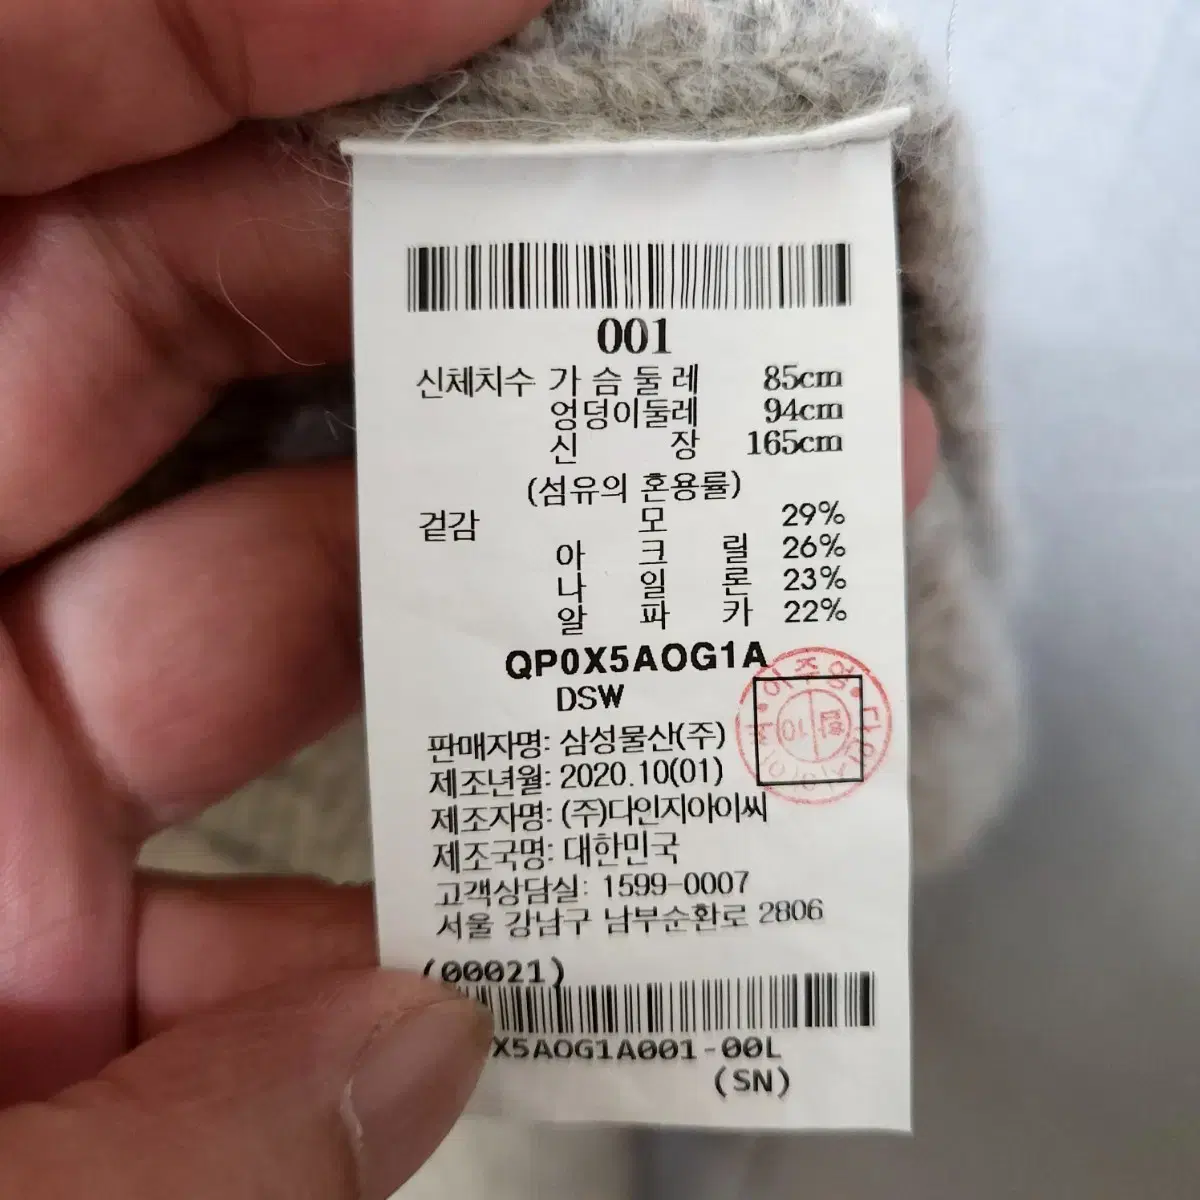 001
신체치수 가슴둘레 85cm
엉덩이둘레 94cm
신장 165cm
(섬유의 혼용률)
겉감 모 29%
아크릴 26%
나일론 23%
알파카 22%
QP0X5AOG1A
DSW
판매자명: 삼성물산(주)
제조년월: 2020.10(01)
제조자명: (주)다인지아이씨
제조국명: 대한민국
고객상담실: 1599-0007
서울 강남구 남부순환로 2806
(00021)
X5AOG1A001-00L
(SN)